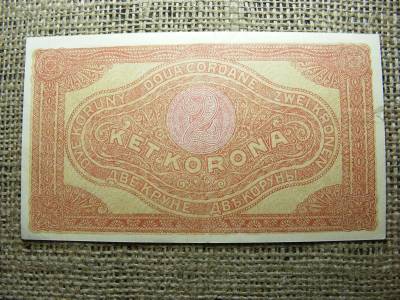 DVE KORUNY DOUĂ COROANE ZWEI KRONEN
2
KÉT KORONA
ДВЕ КРУНЕ ДВѢ КОРУНЫ